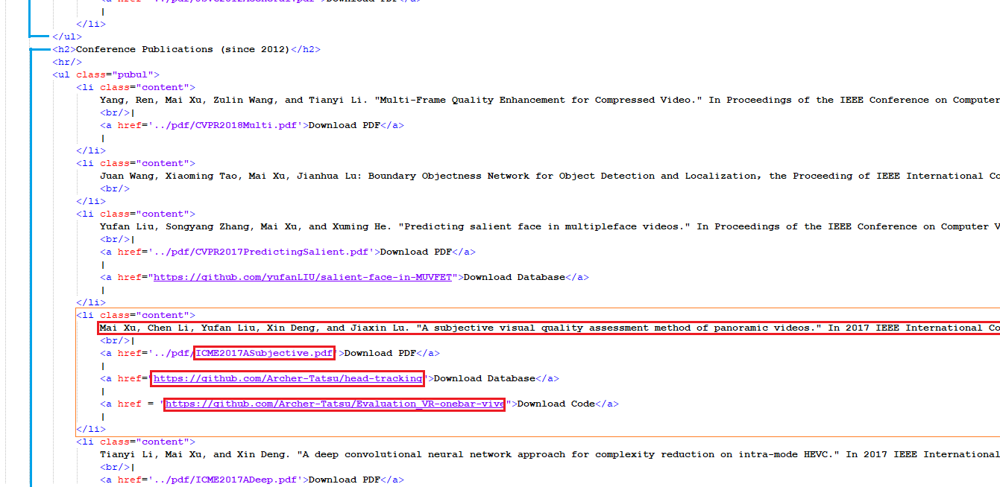 |
</li>
</ul>
<h2>Conference Publications (since 2012)</h2>
<hr/>
<ul class="pubul">
<li class="content">
Yang, Ren, Mai Xu, Zulin Wang, and Tianyi Li. "Multi-Frame Quality Enhancement for Compressed Video." In Proceedings of the IEEE Conference on Computer
<br/>|
<a href='../pdf/CVPR2018Multi.pdf'>Download PDF</a>
|
</li>
<li class="content">
Juan Wang, Xiaoming Tao, Mai Xu, Jianhua Lu: Boundary Objectness Network for Object Detection and Localization, the Proceeding of IEEE International Co
<br/>
</li>
<li class="content">
Yufan Liu, Songyang Zhang, Mai Xu, and Xuming He. "Predicting salient face in multipleface videos." In Proceedings of the IEEE Conference on Computer V
<br/>|
<a href='../pdf/CVPR2017PredictingSalient.pdf'>Download PDF</a>
|
<a href="https://github.com/yufanLIU/salient-face-in-MUVFET">Download Database</a>
|
</li>
<li class="content">
Mai Xu, Chen Li, Yufan Liu, Xin Deng, and Jiaxin Lu. "A subjective visual quality assessment method of panoramic videos." In 2017 IEEE International Co
<br/>|
<a href='../pdf/ICME2017ASubjective.pdf'>Download PDF</a>
|
<a href="https://github.com/Archer-Tatsu/head-tracking">Download Database</a>
|
<a href = "https://github.com/Archer-Tatsu/Evaluation_VR-onebar-vive">Download Code</a>
|
</li>
<li class="content">
Tianyi Li, Mai Xu, and Xin Deng. "A deep convolutional neural network approach for complexity reduction on intra-mode HEVC." In 2017 IEEE International
<br/>|
<a href='../pdf/ICME2017ADeep.pdf'>Download PDF</a>